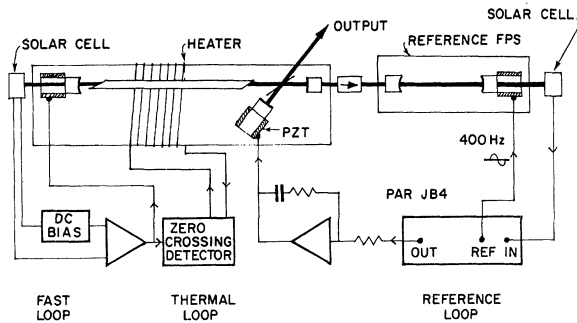 OUTPUT
SOLAR CELL
SOLAR CELL
HEATER
REFERENCE FPS
PZT
400 Hz
PAR JB4
DC
BIAS
ZERO
CROSSING
DETECTOR
OUT
REF IN
FAST
LOOP
THERMAL
LOOP
REFERENCE
LOOP